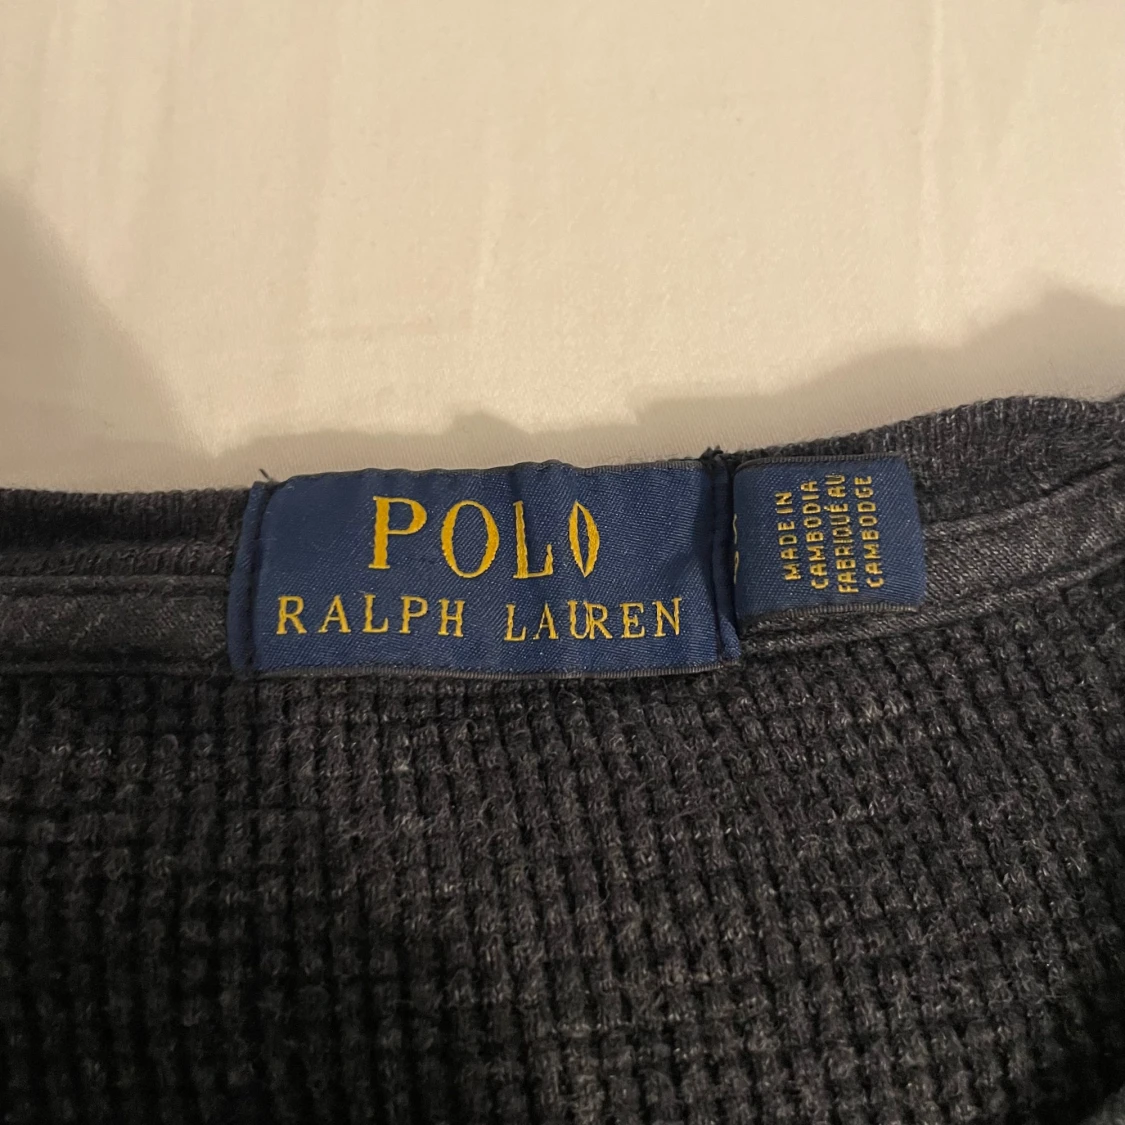 POLO
RALPH LAUREN
MADE IN
CAMBODIA
FABRIQUÉ AU
CAMBODGE